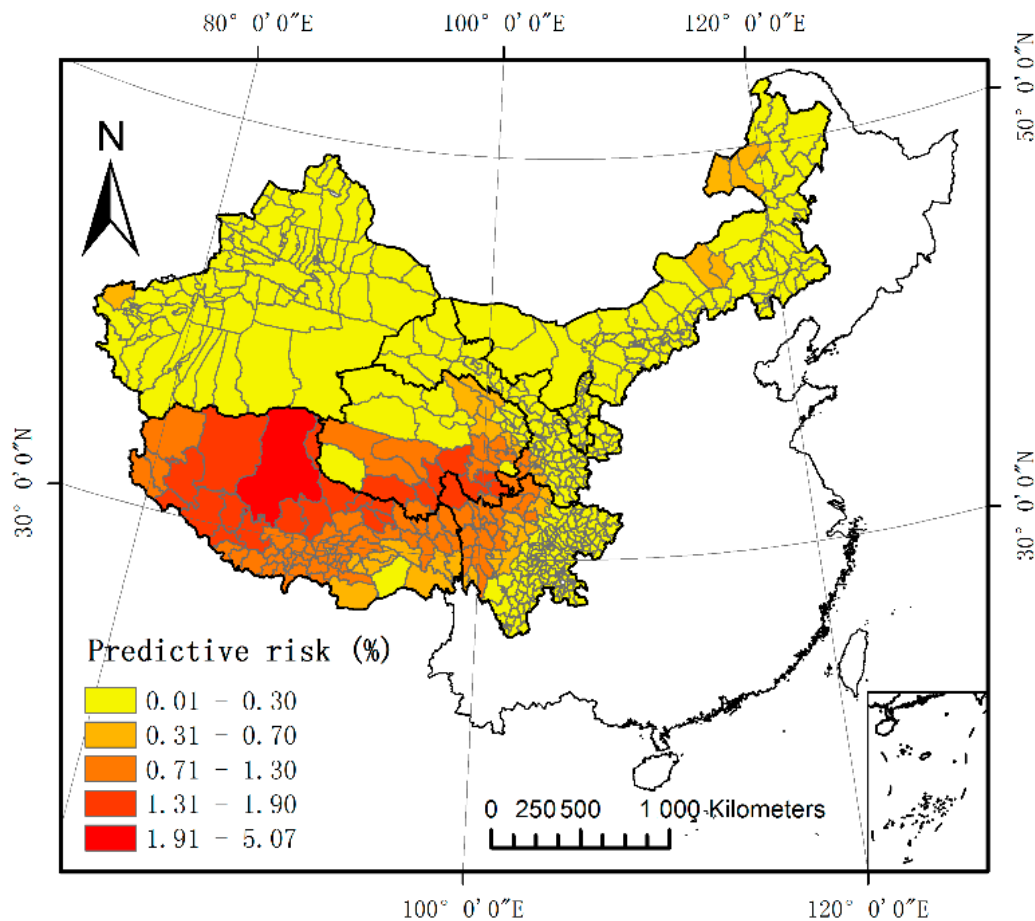 80° 0′0″E 100° 0′0″E 120° 0′0″E
50° 0′0″N
N
30° 0′0″N
30° 0′0″N
Predictive risk (%)
0.01 - 0.30
0.31 - 0.70
0.71 - 1.30
1.31 - 1.90
1.91 - 5.07
0 250 500 1 000 Kilometers
100° 0′0″E 120° 0′0″E